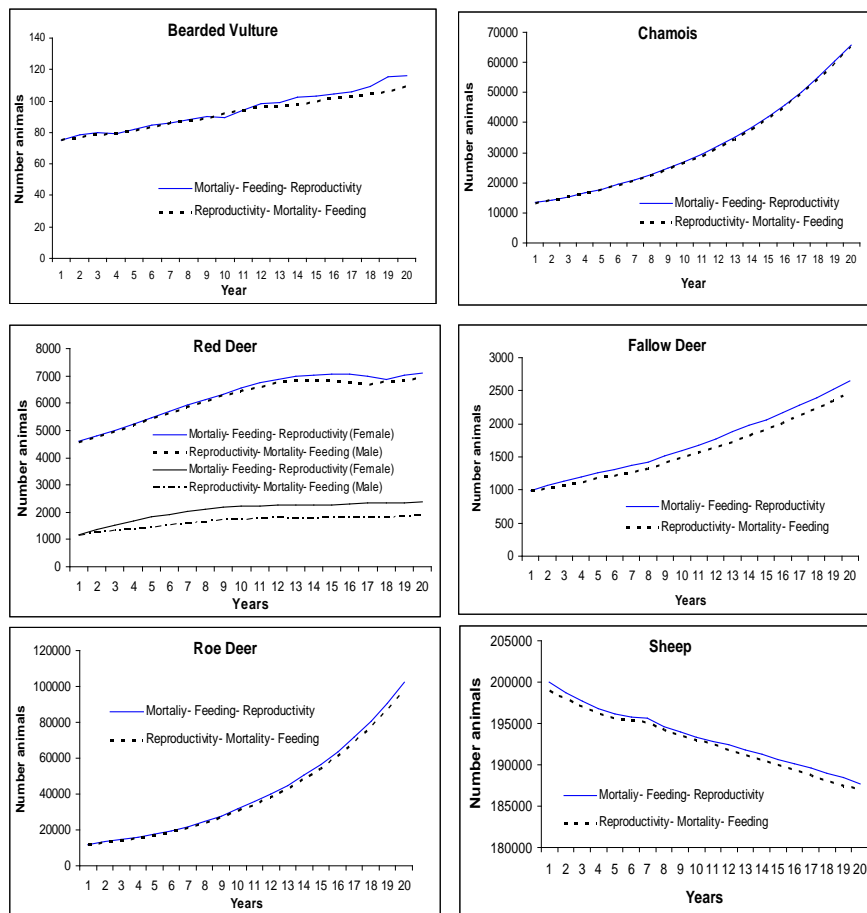 Bearded Vulture
140
120
100
80
60
40
20
0
Number animals
Mortaliy- Feeding- Reproductivity
Reproductivity- Mortality- Feeding
1 2 3 4 5 6 7 8 9 10 11 12 13 14 15 16 17 18 19 20
Year
Chamois
70000
60000
50000
40000
30000
20000
10000
0
Number animals
Mortaliy- Feeding- Reproductivity
Reproductivity- Mortality- Feeding
1 2 3 4 5 6 7 8 9 10 11 12 13 14 15 16 17 18 19 20
Year
Red Deer
8000
7000
6000
5000
4000
3000
2000
1000
0
Number animals
Mortaliy- Feeding- Reproductivity (Female)
Reproductivity- Mortality- Feeding (Male)
Mortaliy- Feeding- Reproductivity (Female)
Reproductivity- Mortality- Feeding (Male)
1 2 3 4 5 6 7 8 9 10 11 12 13 14 15 16 17 18 19 20
Years
Fallow Deer
3000
2500
2000
1500
1000
500
0
Number animals
Mortaliy- Feeding- Reproductivity
Reproductivity- Mortality- Feeding
1 2 3 4 5 6 7 8 9 10 11 12 13 14 15 16 17 18 19 20
Years
Roe Deer
120000
100000
80000
60000
40000
20000
0
Number animals
Mortaliy- Feeding- Reproductivity
Reproductivity- Mortality- Feeding
1 2 3 4 5 6 7 8 9 10 11 12 13 14 15 16 17 18 19 20
Years
Sheep
205000
200000
195000
190000
185000
180000
Number animals
Mortaliy- Feeding- Reproductivity
Reproductivity- Mortality- Feeding
1 2 3 4 5 6 7 8 9 10 11 12 13 14 15 16 17 18 19 20
Years